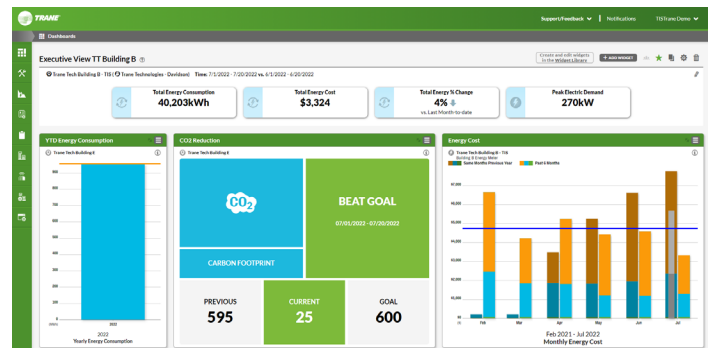 TRANE
Support/Feedback
Notifications
TISTrane Demo
Dashboards
Executive View TT Building B
Create and edit widgets
in the Widget Library
+ ADD WIDGET
Trane Tech Building B - TIS ( Trane Technologies - Davidson) Time: 7/1/2022 - 7/20/2022 vs. 6/1/2022 - 6/20/2022
Total Energy Consumption
40,203kWh
Total Energy Cost
$3,324
Total Energy % Change
4%
vs. Last Month-to-date
Peak Electric Demand
270kW
YTD Energy Consumption
Trane Tech Building B
2022
2022
Yearly Energy Consumption
CO2 Reduction
Trane Tech Building B
CO2
BEAT GOAL
07/01/2022 - 07/20/2022
CARBON FOOTPRINT
PREVIOUS
595
CURRENT
25
GOAL
600
Energy Cost
Trane Tech Building B - TIS
Building B Energy Meter
Same Months Previous Year
Past 6 Months
Feb
Mar
Apr
May
Jun
Jul
Feb 2021 - Jul 2022
Monthly Energy Cost